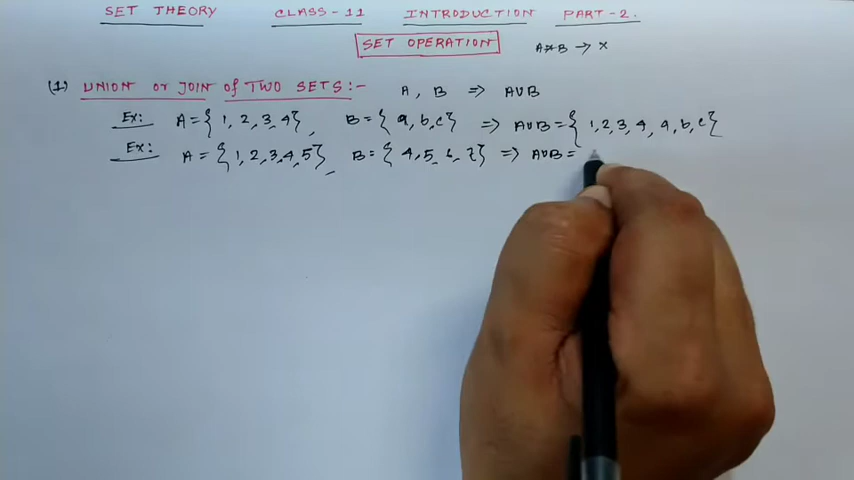 SET THEORY CLASS-11 INTRODUCTION PART-2.
SET OPERATION A*B → x
(1) UNION or JOIN of TWO SETS:- A, B ⇒ A∪B
Ex: A = { 1, 2, 3, 4 }, B = { a, b, c } ⇒ A∪B = { 1, 2, 3, 4, a, b, c }
Ex: A = { 1, 2, 3, 4, 5 }, B = { 4, 5, 6, 7 } ⇒ A∪B =